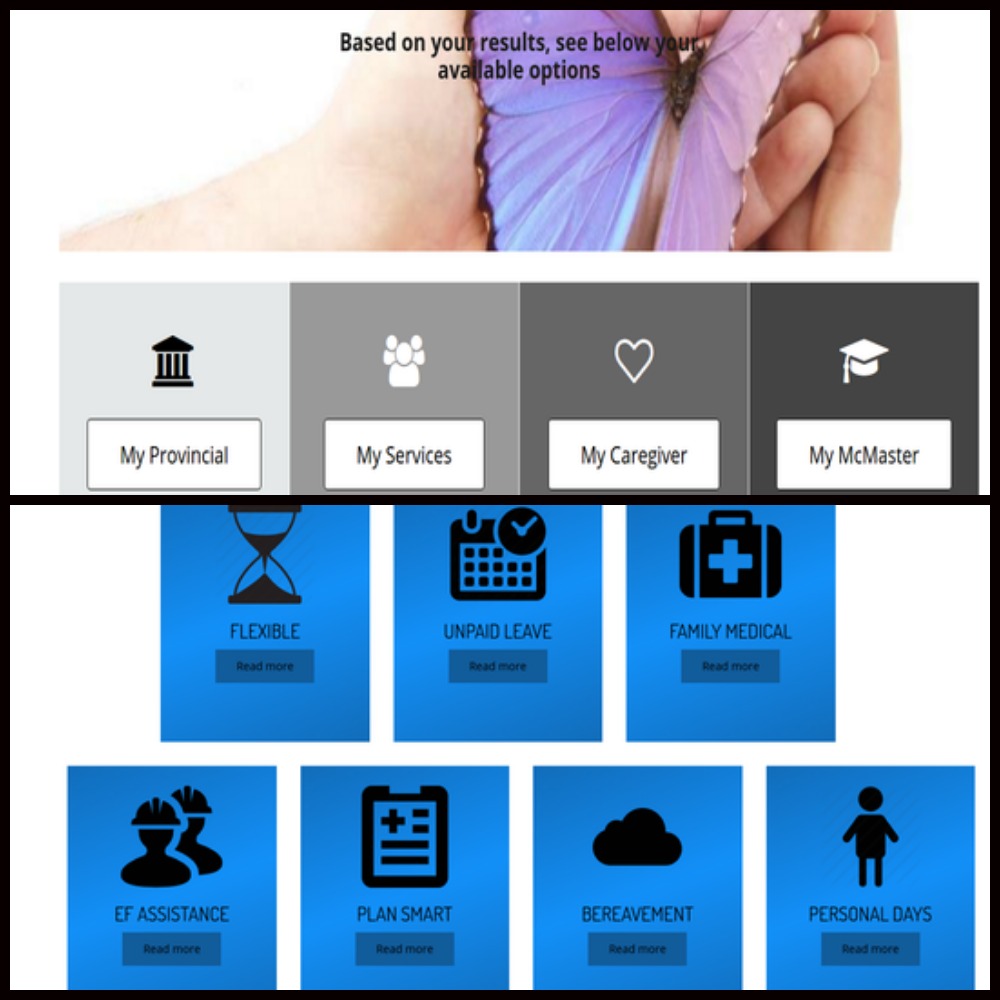 Based on your results, see below your
available options
My Provincial
My Services
My Caregiver
My McMaster
FLEXIBLE
UNPAID LEAVE
FAMILY MEDICAL
Read more
Read more
Read more
EF ASSISTANCE
PLAN SMART
BEREAVEMENT
PERSONAL DAYS
Read more
Read more
Read more
Read more